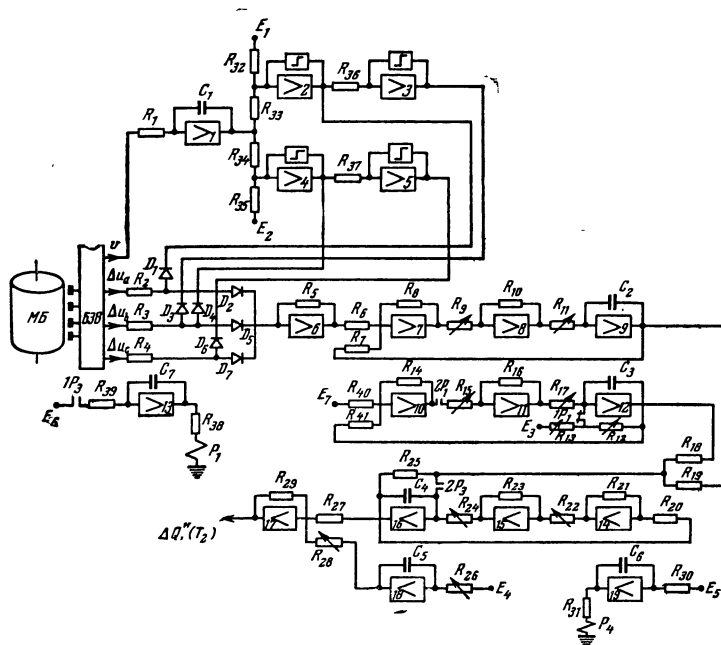 E₁
R₃₂
R₃₆
>2
>3
C₁
R₁
>1
R₃₃
R₃₄
R₃₇
>4
>5
R₃₅
E₂
v
D₁
МБ
БЗВ
Δuₐ
R₂
D₂
Δu_b
R₃
D₃
D₄
D₅
Δu_c
R₄
D₆
D₇
R₅
>6
R₆
R₇
R₈
>7
R₉
R₁₀
>8
R₁₁
C₂
>9
1P₃
R₃₉
C₇
>13
E₆
R₃₈
P₁
E₇
R₄₀
R₄₁
R₁₄
>10
2P₁
R₁₅
R₁₆
>11
R₁₇
C₃
>12
1P₁
E₃
R₁₃
R₁₂
R₁₈
R₁₉
R₂₅
C₄
2P₃
R₂₉
17<
R₂₇
16<
R₂₄
R₂₃
15<
R₂₂
R₂₁
14<
R₂₀
ΔQ,ᴹ(T₂)
R₂₈
C₅
18<
R₂₆
E₄
C₆
19<
R₃₀
E₅
R₃₁
P₄